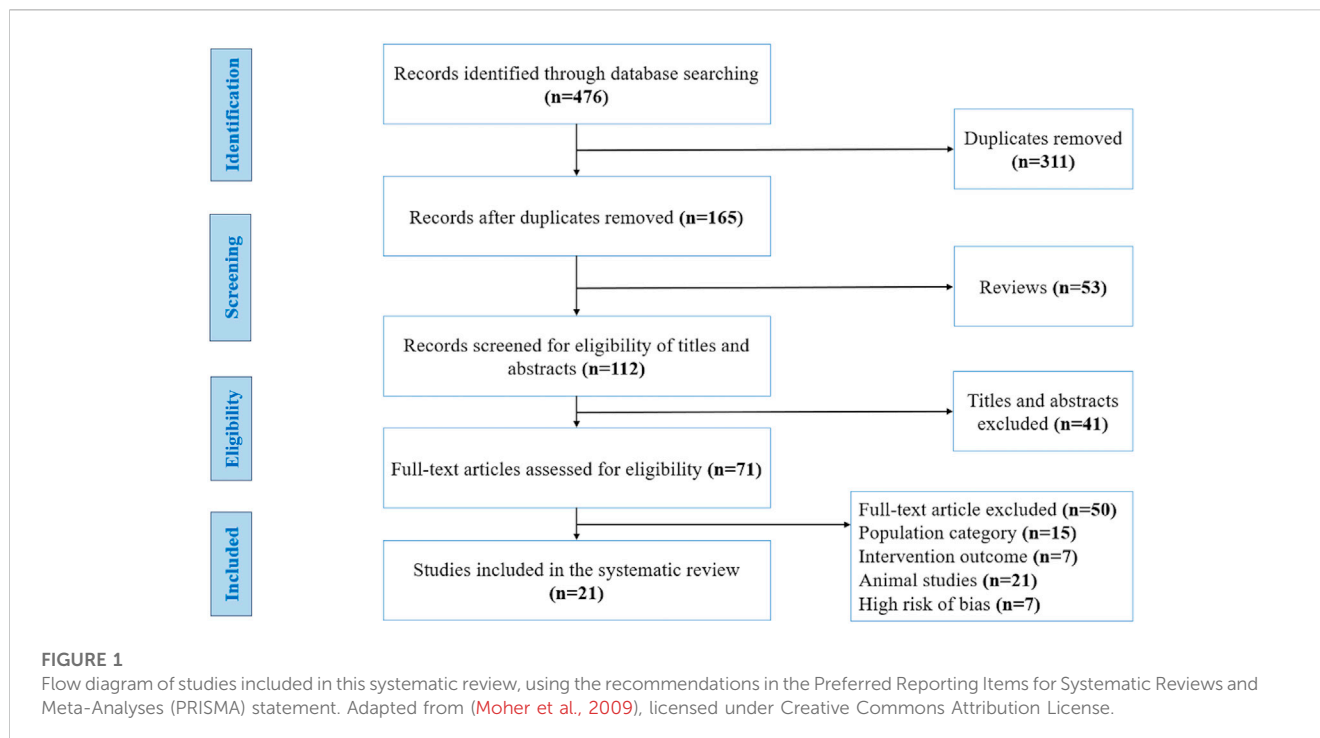 Identification
Records identified through database searching
(n=476)
Duplicates removed
(n=311)
Screening
Records after duplicates removed (n=165)
Reviews (n=53)
Records screened for eligibility of titles and
abstracts (n=112)
Eligibility
Titles and abstracts
excluded (n=41)
Full-text articles assessed for eligibility (n=71)
Included
Full-text article excluded (n=50)
Population category (n=15)
Intervention outcome (n=7)
Animal studies (n=21)
High risk of bias (n=7)
Studies included in the systematic review
(n=21)
FIGURE 1
Flow diagram of studies included in this systematic review, using the recommendations in the Preferred Reporting Items for Systematic Reviews and
Meta-Analyses (PRISMA) statement. Adapted from (Moher et al., 2009), licensed under Creative Commons Attribution License.